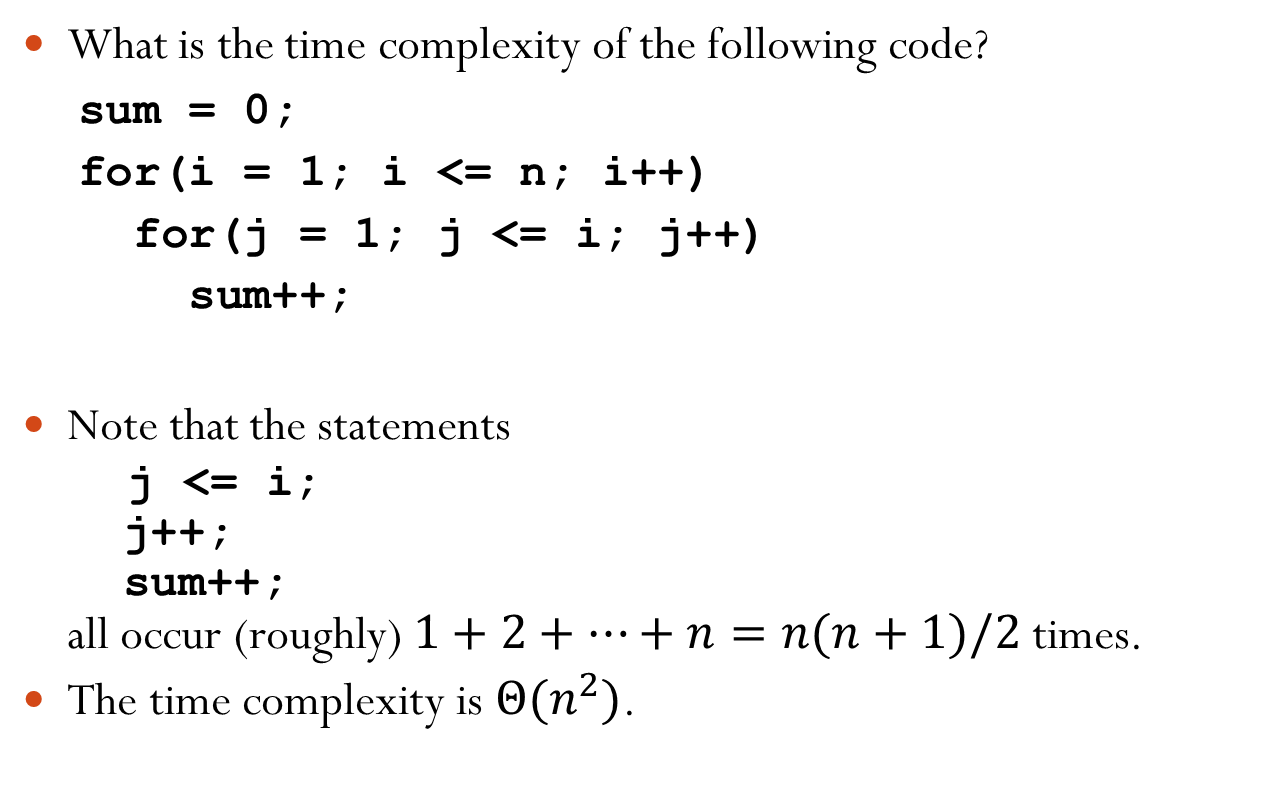 • What is the time complexity of the following code?
sum = 0;
for(i = 1; i <= n; i++)
for(j = 1; j <= i; j++)
sum++;
• Note that the statements
j <= i;
j++;
sum++;
all occur (roughly) 1 + 2 + ⋯ + n = n(n + 1)/2 times.
• The time complexity is Θ(n²).